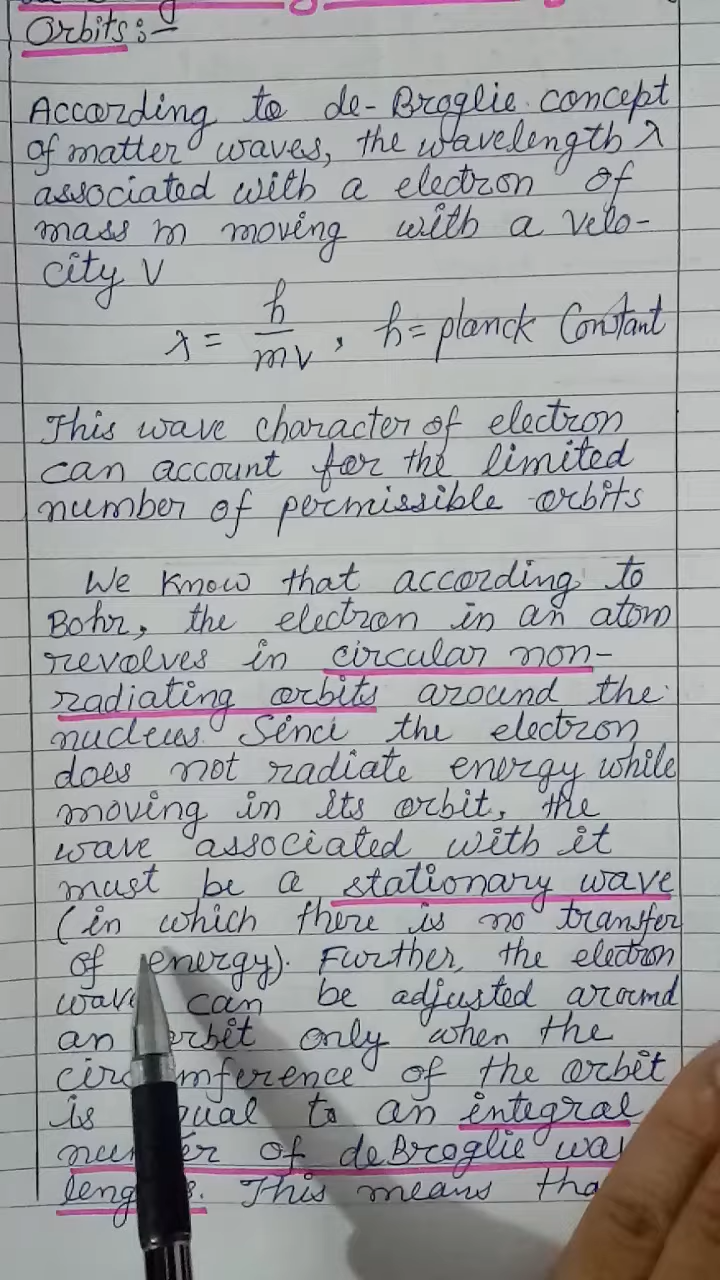 Orbits:-
According to de-Broglie concept
of matter waves, the wavelength λ
associated with a electron of
mass m moving with a velo-
city V
λ = h/mv, h = planck Constant
This wave character of electron
can account for the limited
number of permissible orbits
We know that according to
Bohr, the electron in an atom
revolves in circular non-
radiating orbits around the
nucleus. Sinci the electron
does not radiate energy while
moving in its orbit, the
wave associated with it
must be a stationary wave
(in which there is no transfer
of energy). Further, the electron
wave can be adjusted around
an orbit only when the
of the orbit
is to an integral
of deBroglie
This means